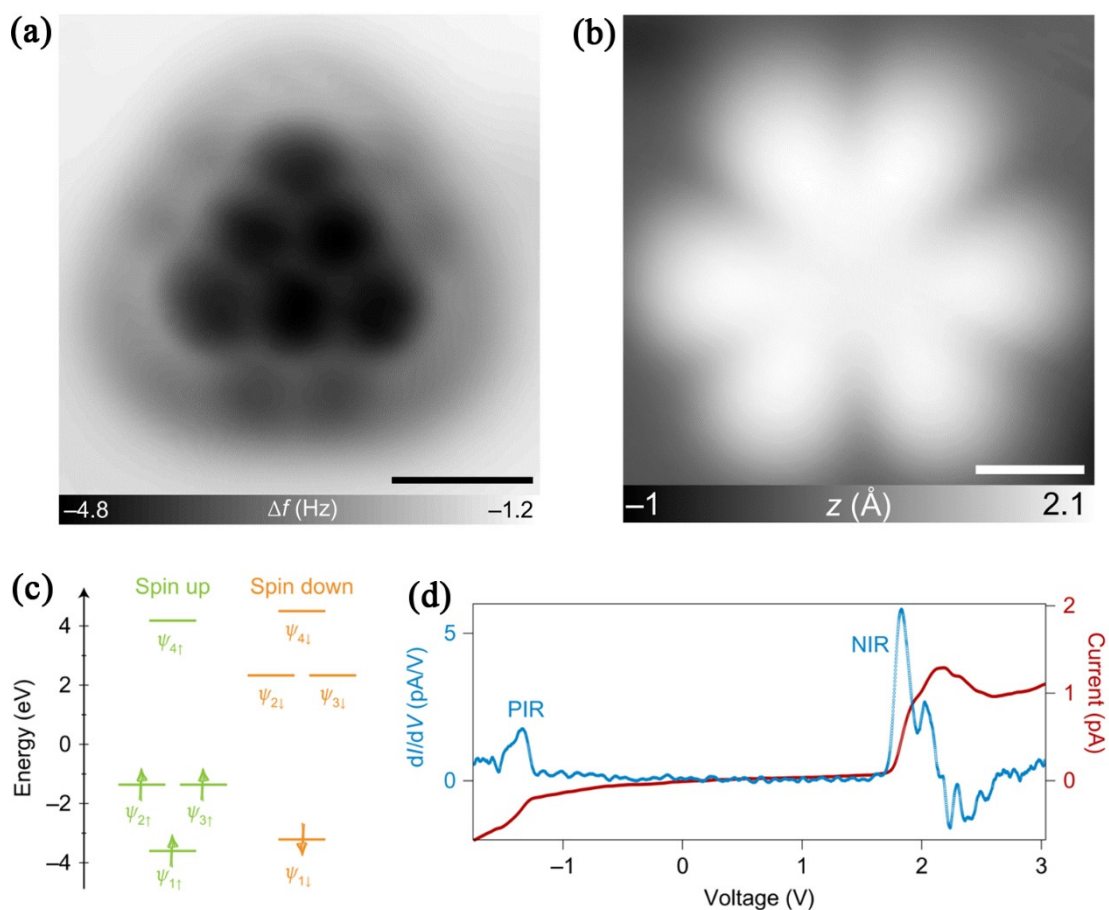 (a)
–4.8 Δf (Hz) –1.2
(b)
–1 z (Å) 2.1
(c)
Spin up Spin down
Energy (eV)
4
2
0
–2
–4
ψ4↑
ψ4↓
ψ2↓ ψ3↓
ψ2↑ ψ3↑
ψ1↑
ψ1↓
(d)
dI/dV (pA/V)
5
0
PIR
NIR
2
1
0
Current (pA)
–1 0 1 2 3
Voltage (V)